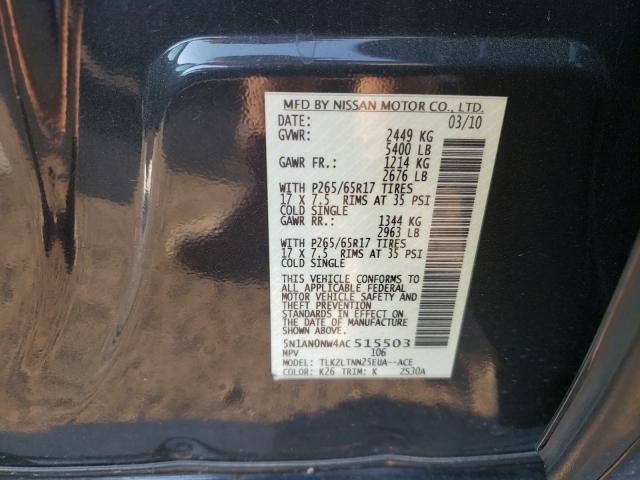 MFD BY NISSAN MOTOR CO., LTD.
DATE: 03/10
GVWR: 2449 KG
5400 LB
GAWR FR.: 1214 KG
2676 LB
WITH P265/65R17 TIRES
17 X 7.5 RIMS AT 35 PSI
COLD SINGLE
GAWR RR.: 1344 KG
2963 LB
WITH P265/65R17 TIRES
17 X 7.5 RIMS AT 35 PSI
COLD SINGLE
THIS VEHICLE CONFORMS TO
ALL APPLICABLE FEDERAL
MOTOR VEHICLE SAFETY AND
THEFT PREVENTION
STANDARDS IN EFFECT ON
THE DATE OF MANUFACTURE
SHOWN ABOVE.
5N1AN0NW4AC515503
MPV 106
MODEL: TLKZLTNN25EUA--ACE
COLOR: K26 TRIM: K ZS30A